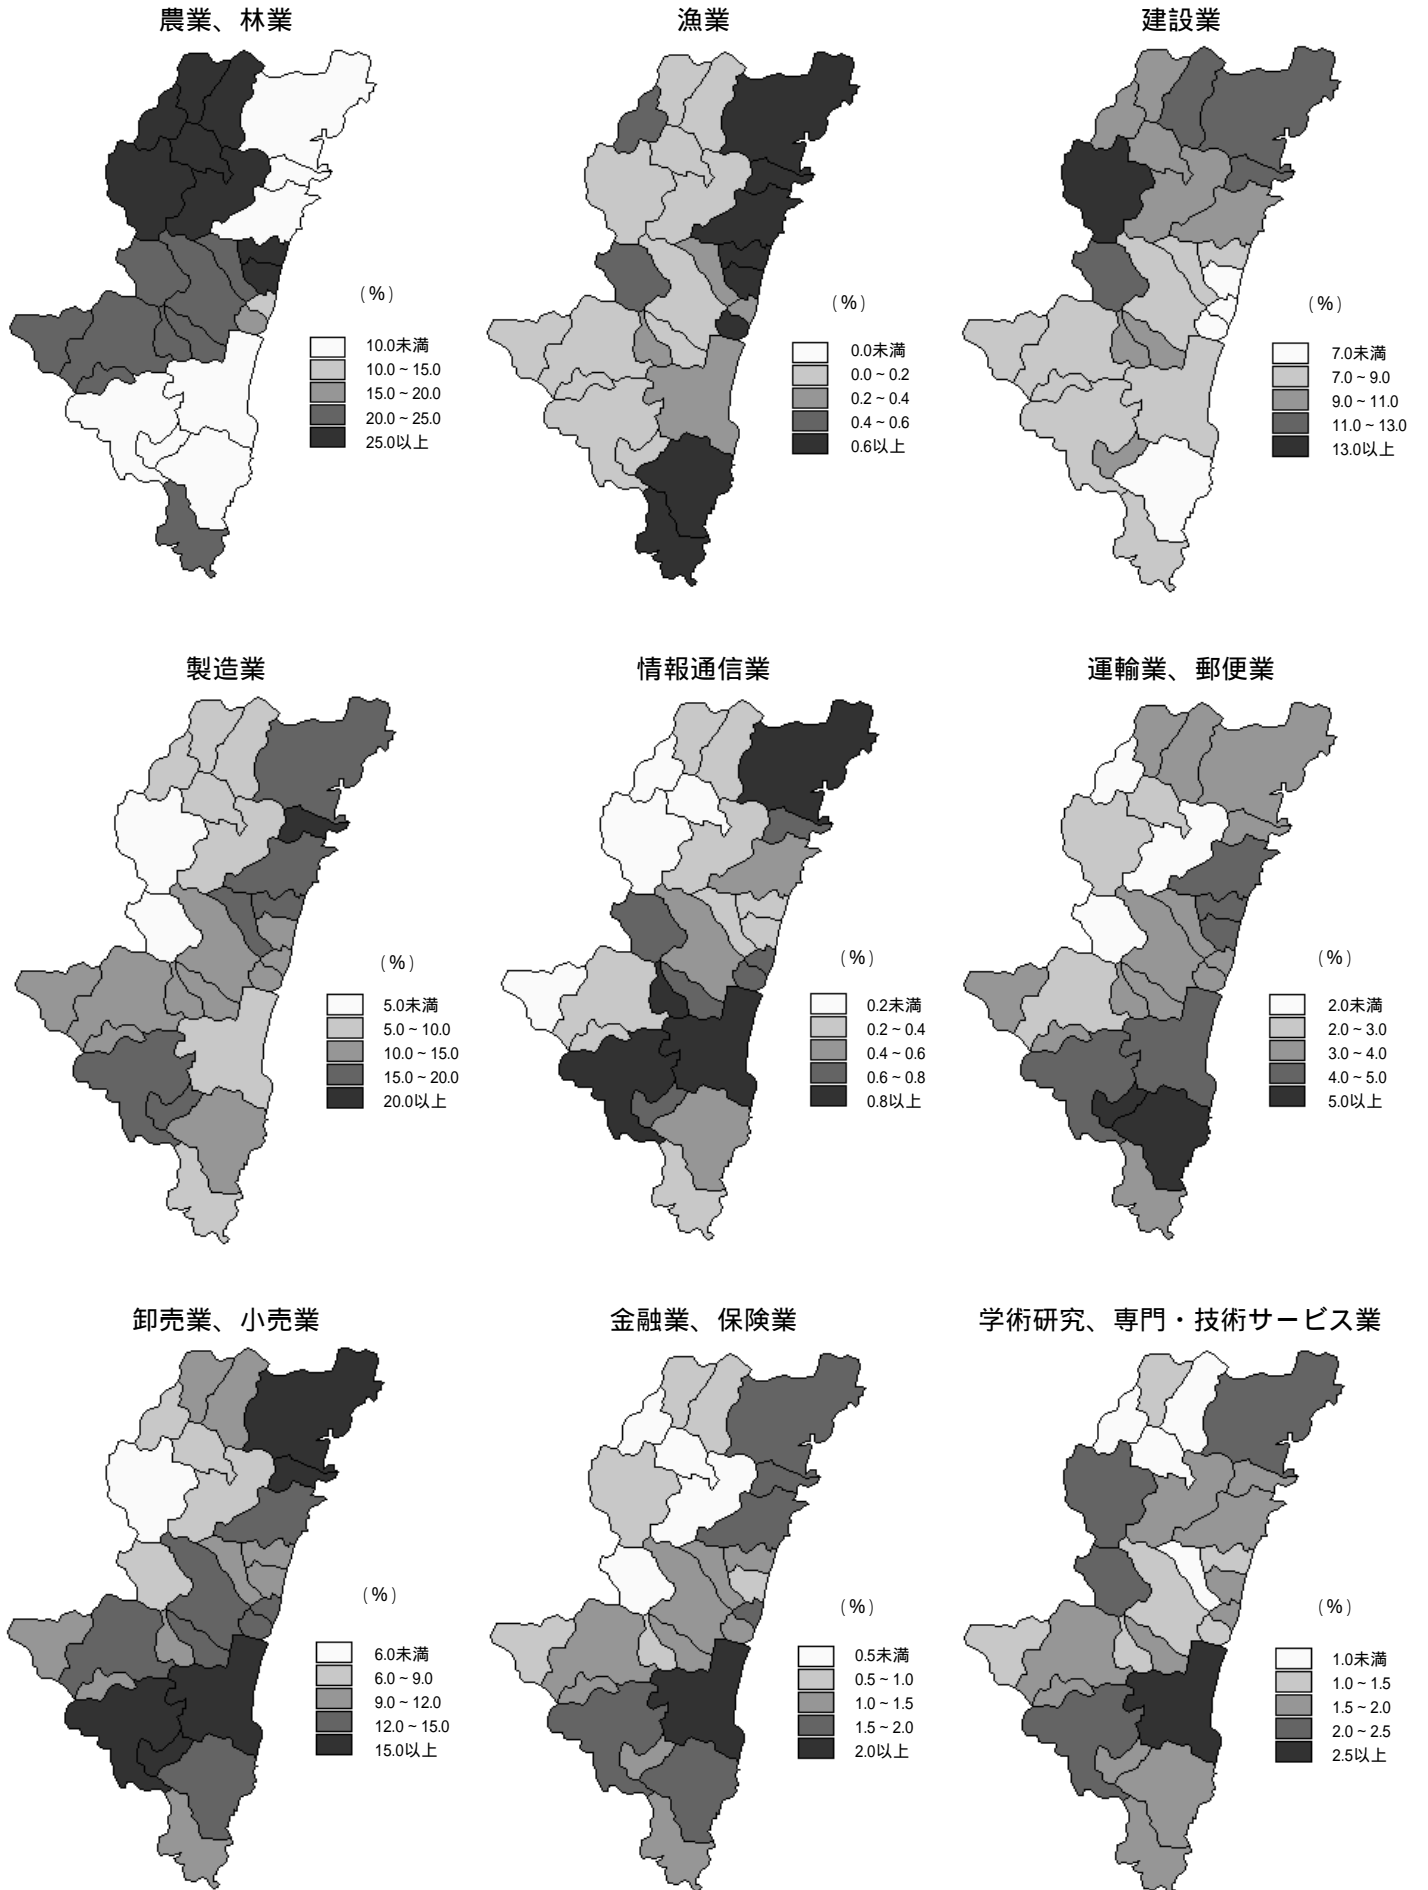 農業、林業
(%)
10.0未満
10.0~15.0
15.0~20.0
20.0~25.0
25.0以上
漁業
(%)
0.0未満
0.0~0.2
0.2~0.4
0.4~0.6
0.6以上
建設業
(%)
7.0未満
7.0~9.0
9.0~11.0
11.0~13.0
13.0以上
製造業
(%)
5.0未満
5.0~10.0
10.0~15.0
15.0~20.0
20.0以上
情報通信業
(%)
0.2未満
0.2~0.4
0.4~0.6
0.6~0.8
0.8以上
運輸業、郵便業
(%)
2.0未満
2.0~3.0
3.0~4.0
4.0~5.0
5.0以上
卸売業、小売業
(%)
6.0未満
6.0~9.0
9.0~12.0
12.0~15.0
15.0以上
金融業、保険業
(%)
0.5未満
0.5~1.0
1.0~1.5
1.5~2.0
2.0以上
学術研究、専門・技術サービス業
(%)
1.0未満
1.0~1.5
1.5~2.0
2.0~2.5
2.5以上